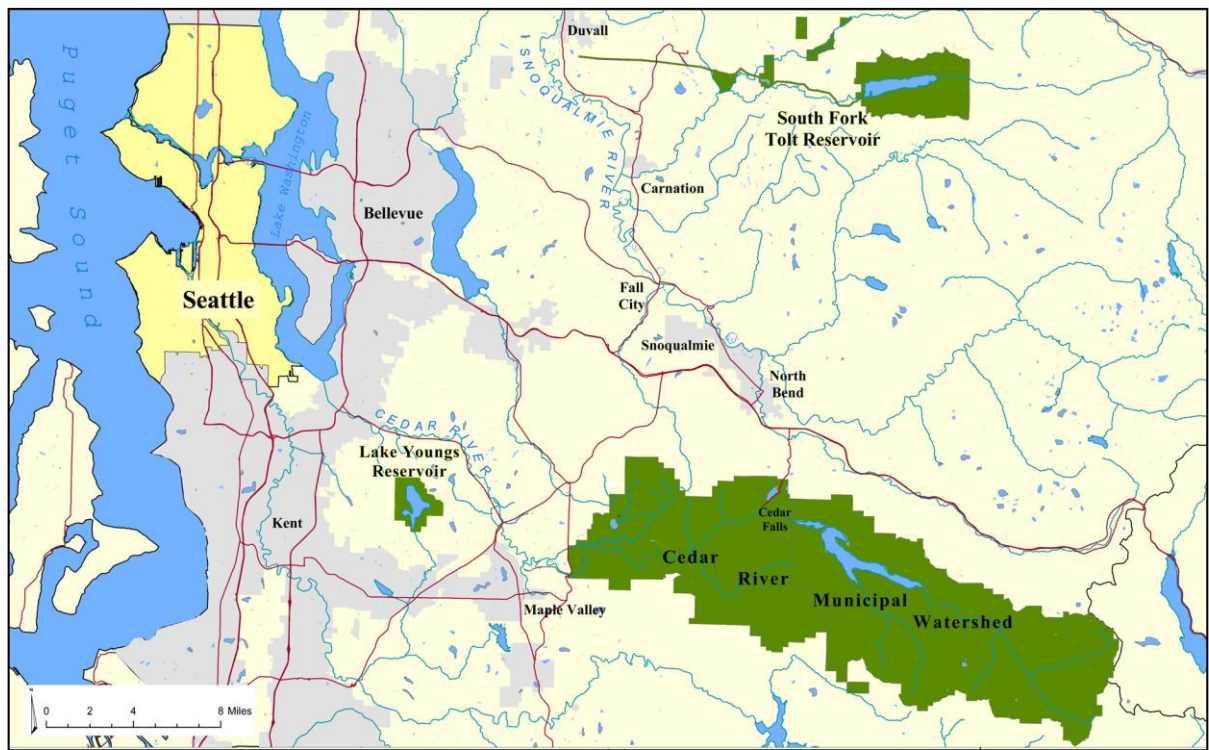 Puget Sound
Lake Washington
Seattle
Bellevue
Duvall
SNOQUALMIE RIVER
South Fork
Tolt Reservoir
Carnation
Fall
City
Snoqualmie
North
Bend
CEDAR RIVER
Lake Youngs
Reservoir
Kent
Cedar
Falls
Cedar
River
Municipal
Watershed
Maple Valley
N
0 2 4 8 Miles